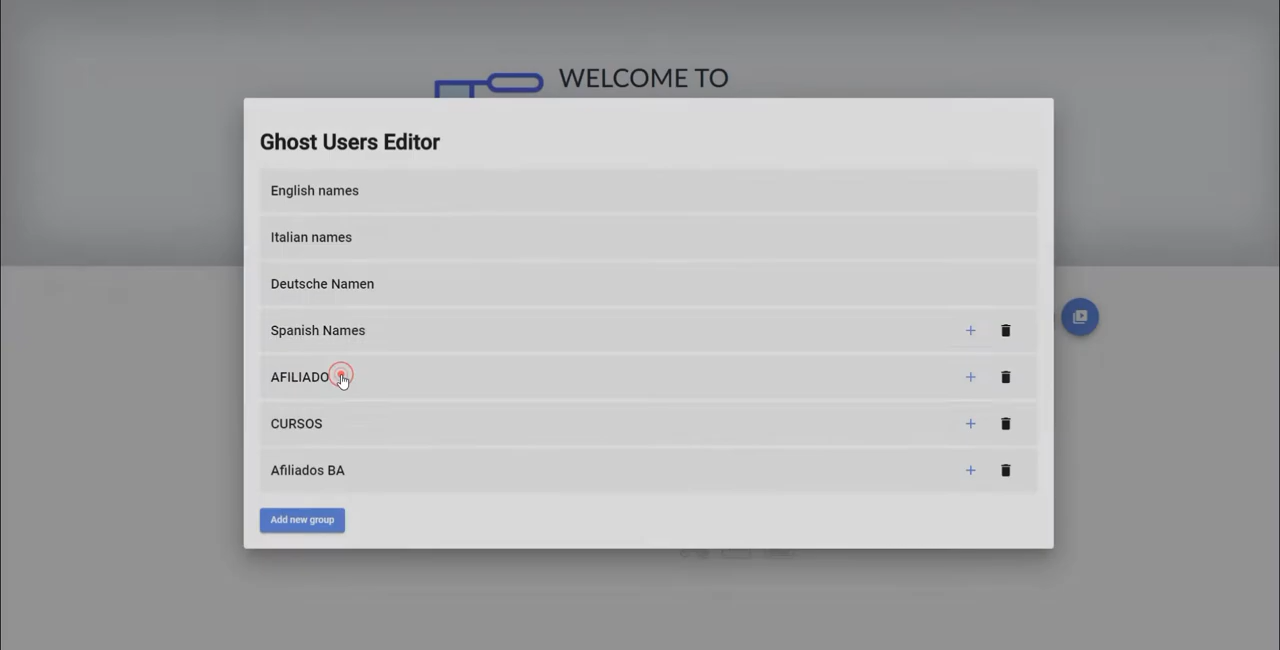 WELCOME TO
Ghost Users Editor
English names
Italian names
Deutsche Namen
Spanish Names
AFILIADO
CURSOS
Afiliados BA
Add new group